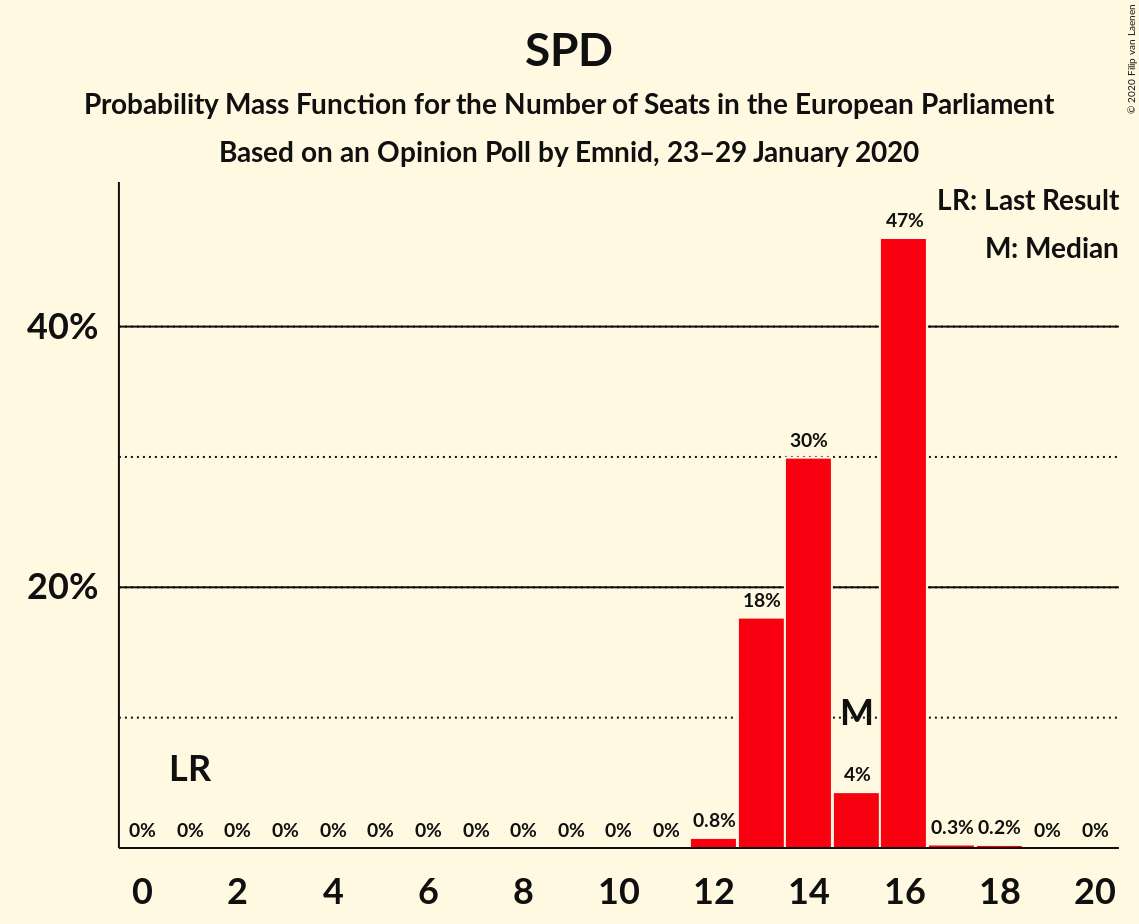 SPD
Probability Mass Function for the Number of Seats in the European Parliament
Based on an Opinion Poll by Emnid, 23–29 January 2020
© 2020 Filip van Laenen
LR: Last Result
M: Median
47%
40%
30%
20%
18%
M
LR
4%
0% 0% 0% 0% 0% 0% 0% 0% 0% 0% 0% 0% 0.8% 0.3% 0.2% 0% 0%
0 2 4 6 8 10 12 14 16 18 20